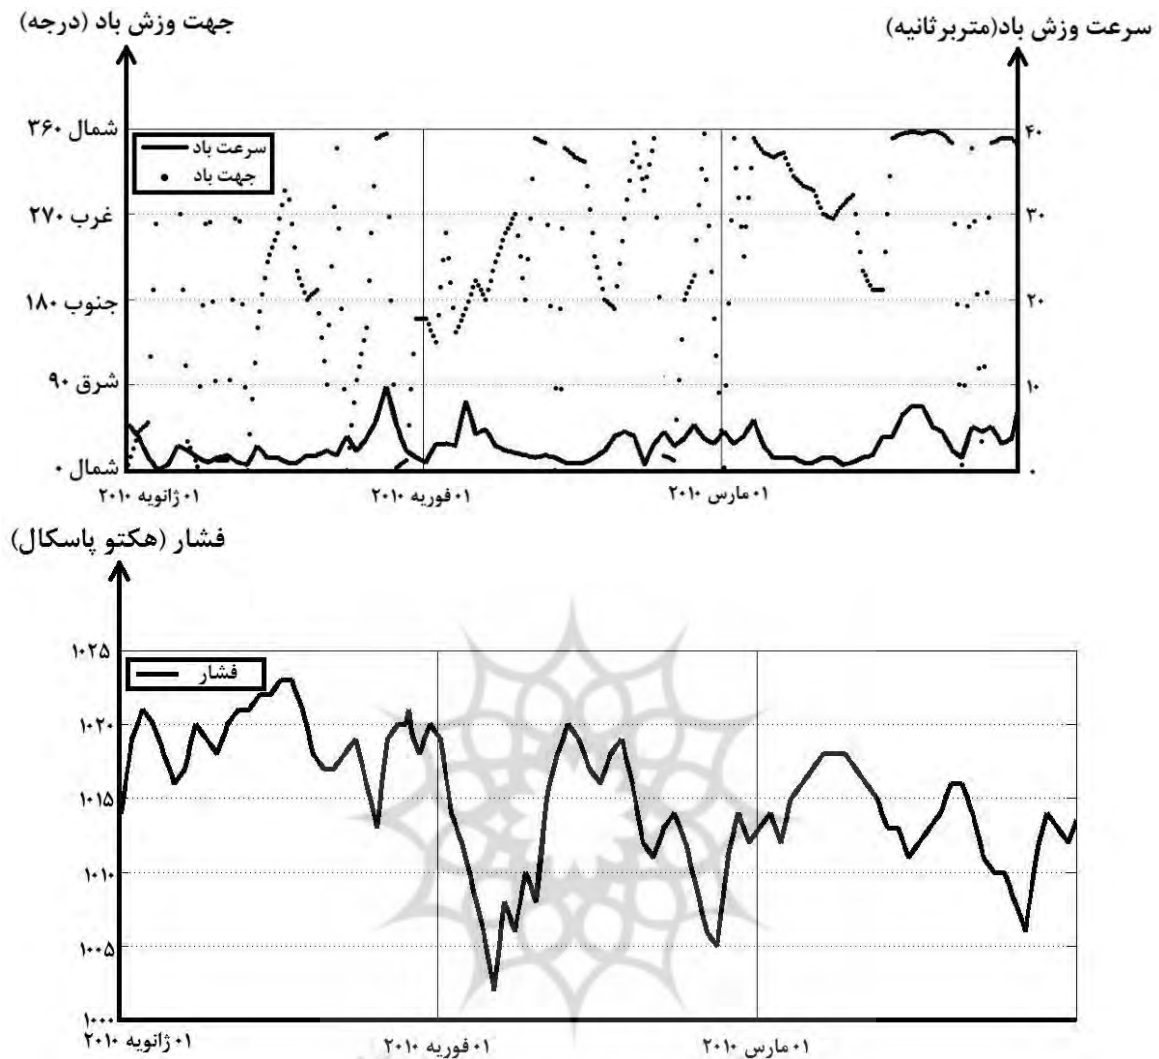 جهت وزش باد (درجه)
سرعت وزش باد(متربرثانیه)
شمال ۳۶۰
غرب ۲۷۰
جنوب ۱۸۰
شرق ۹۰
شمال ۰
سرعت باد
جهت باد
۴۰
۳۰
۲۰
۱۰
۰
۰۱ ژانویه ۲۰۱۰
۰۱ فوریه ۲۰۱۰
۰۱ مارس ۲۰۱۰
فشار (هکتو پاسکال)
۱۰۲۵
۱۰۲۰
۱۰۱۵
۱۰۱۰
۱۰۰۵
۱۰۰۰
فشار
۰۱ ژانویه ۲۰۱۰
۰۱ فوریه ۲۰۱۰
۰۱ مارس ۲۰۱۰